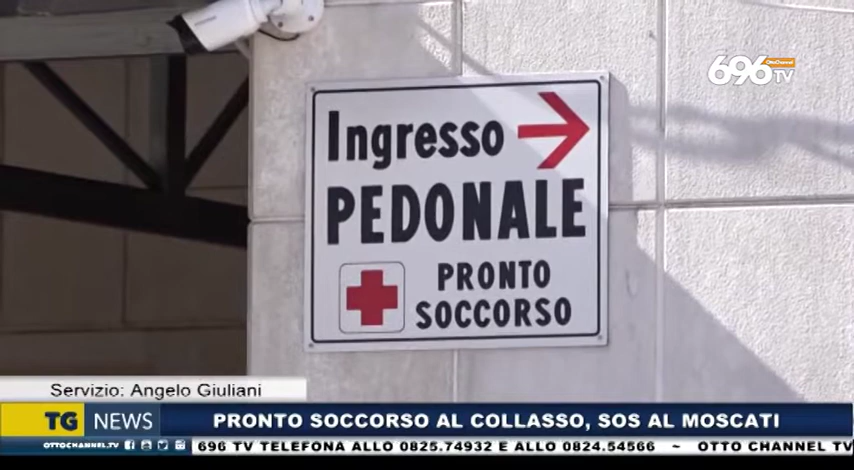 696 OttoChannel TV
Ingresso
PEDONALE
PRONTO
SOCCORSO
Servizio: Angelo Giuliani
TG NEWS
PRONTO SOCCORSO AL COLLASSO, SOS AL MOSCATI
OTTOCHANNEL.TV
696 TV TELEFONA ALLO 0825.74932 E ALLO 0824.54566 ~ OTTO CHANNEL TV